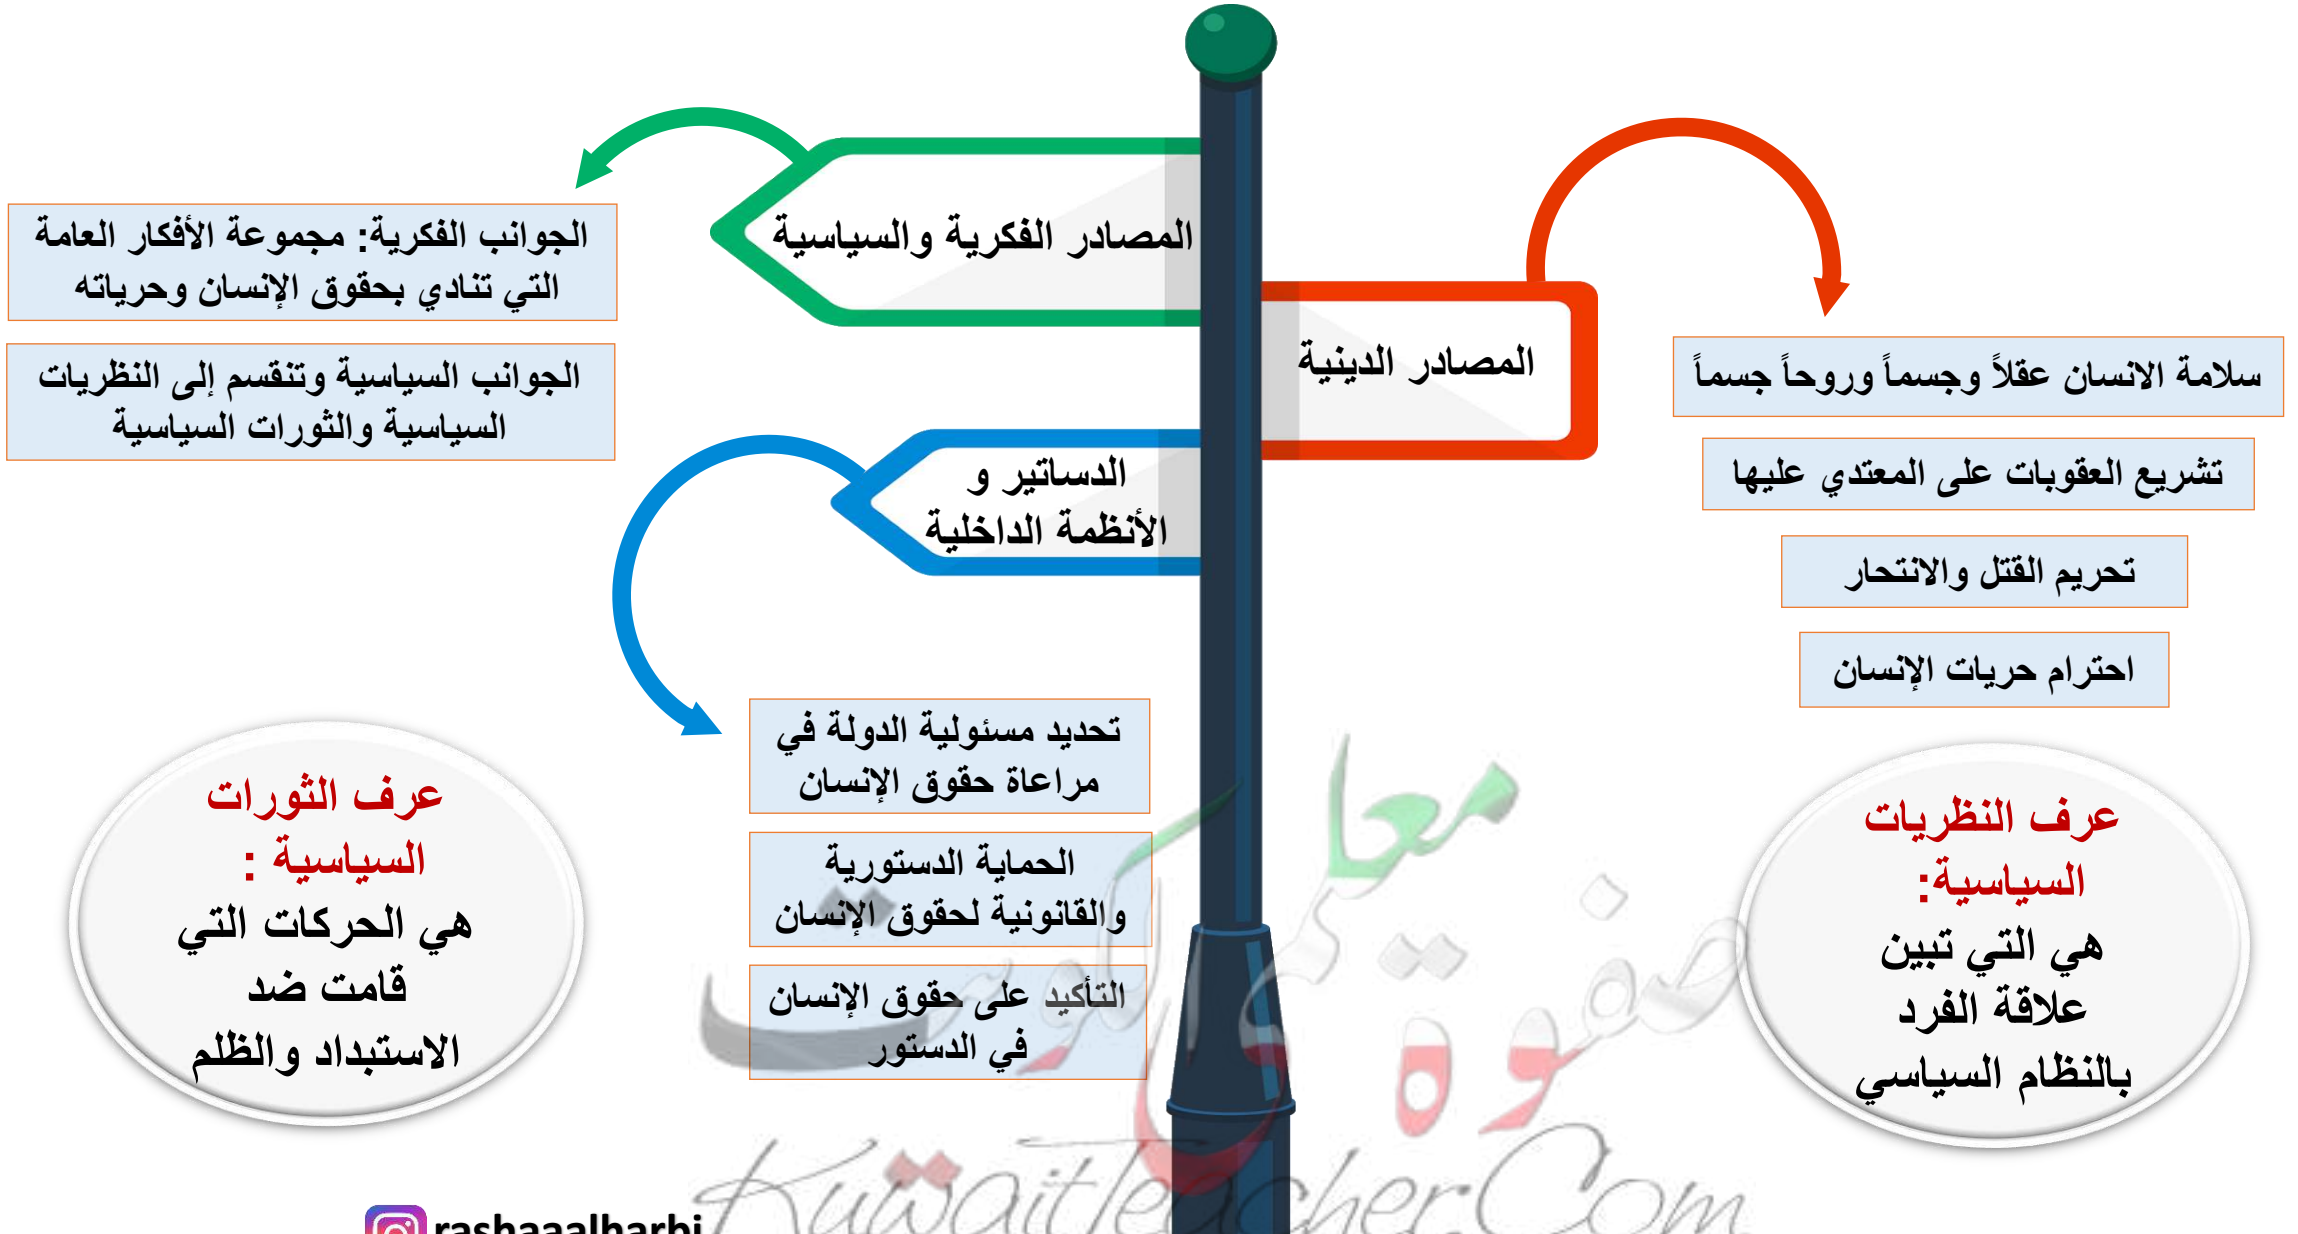 المصادر الفكرية والسياسية
الجوانب الفكرية: مجموعة الأفكار العامة
التي تنادي بحقوق الإنسان وحرياته
الجوانب السياسية وتنقسم إلى النظريات
السياسية والثورات السياسية
المصادر الدينية
سلامة الانسان عقلاً وجسماً وروحاً جسماً
تشريع العقوبات على المعتدي عليها
تحريم القتل والانتحار
احترام حريات الإنسان
الدساتير و
الأنظمة الداخلية
تحديد مسئولية الدولة في
مراعاة حقوق الإنسان
الحماية الدستورية
والقانونية لحقوق الإنسان
التأكيد على حقوق الإنسان
في الدستور
عرف النظريات
السياسية:
هي التي تبين
علاقة الفرد
بالنظام السياسي
عرف الثورات
السياسية :
هي الحركات التي
قامت ضد
الاستبداد والظلم
صفوة معلمى الكويت
KuwaitTeacher.Com
rashaaalharbi